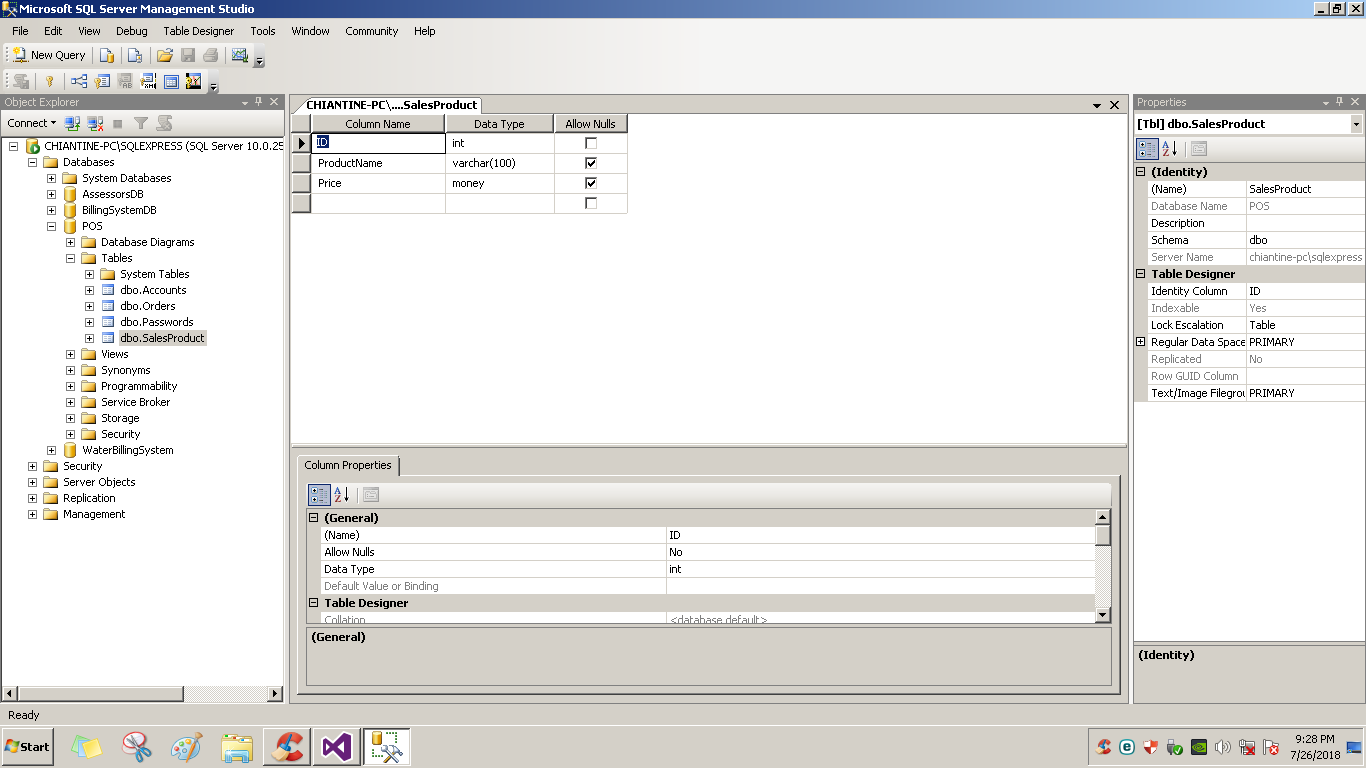 Microsoft SQL Server Management Studio
File Edit View Debug Table Designer Tools Window Community Help
New Query
Object Explorer
Connect
CHIANTINE-PC\SQLEXPRESS (SQL Server 10.0.25
Databases
System Databases
AssessorsDB
BillingSystemDB
POS
Database Diagrams
Tables
System Tables
dbo.Accounts
dbo.Orders
dbo.Passwords
dbo.SalesProduct
Views
Synonyms
Programmability
Service Broker
Storage
Security
WaterBillingSystem
Security
Server Objects
Replication
Management
CHIANTINE-PC\....SalesProduct
Column Name Data Type Allow Nulls
ID int
ProductName varchar(100)
Price money
Column Properties
(General)
(Name) ID
Allow Nulls No
Data Type int
Default Value or Binding
Table Designer
Collation <database default>
(General)
Properties
[Tbl] dbo.SalesProduct
(Identity)
(Name) SalesProduct
Database Name POS
Description
Schema dbo
Server Name chiantine-pc\sqlexpress
Table Designer
Identity Column ID
Indexable Yes
Lock Escalation Table
Regular Data Space PRIMARY
Replicated No
Row GUID Column
Text/Image Filegrou PRIMARY
(Identity)
Ready
Start
9:28 PM
7/26/2018